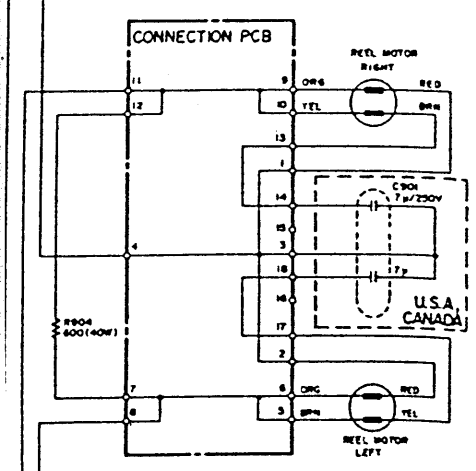 CONNECTION PCB
REEL MOTOR
RIGHT
11
9
ORG
RED
12
10
YEL
BRN
13
1
C901
7μ/250V
14
15
4
3
18
7μ
16
U.S.A.
CANADA
R904
600(40W)
17
2
7
6
ORG
RED
8
5
BRN
YEL
REEL MOTOR
LEFT